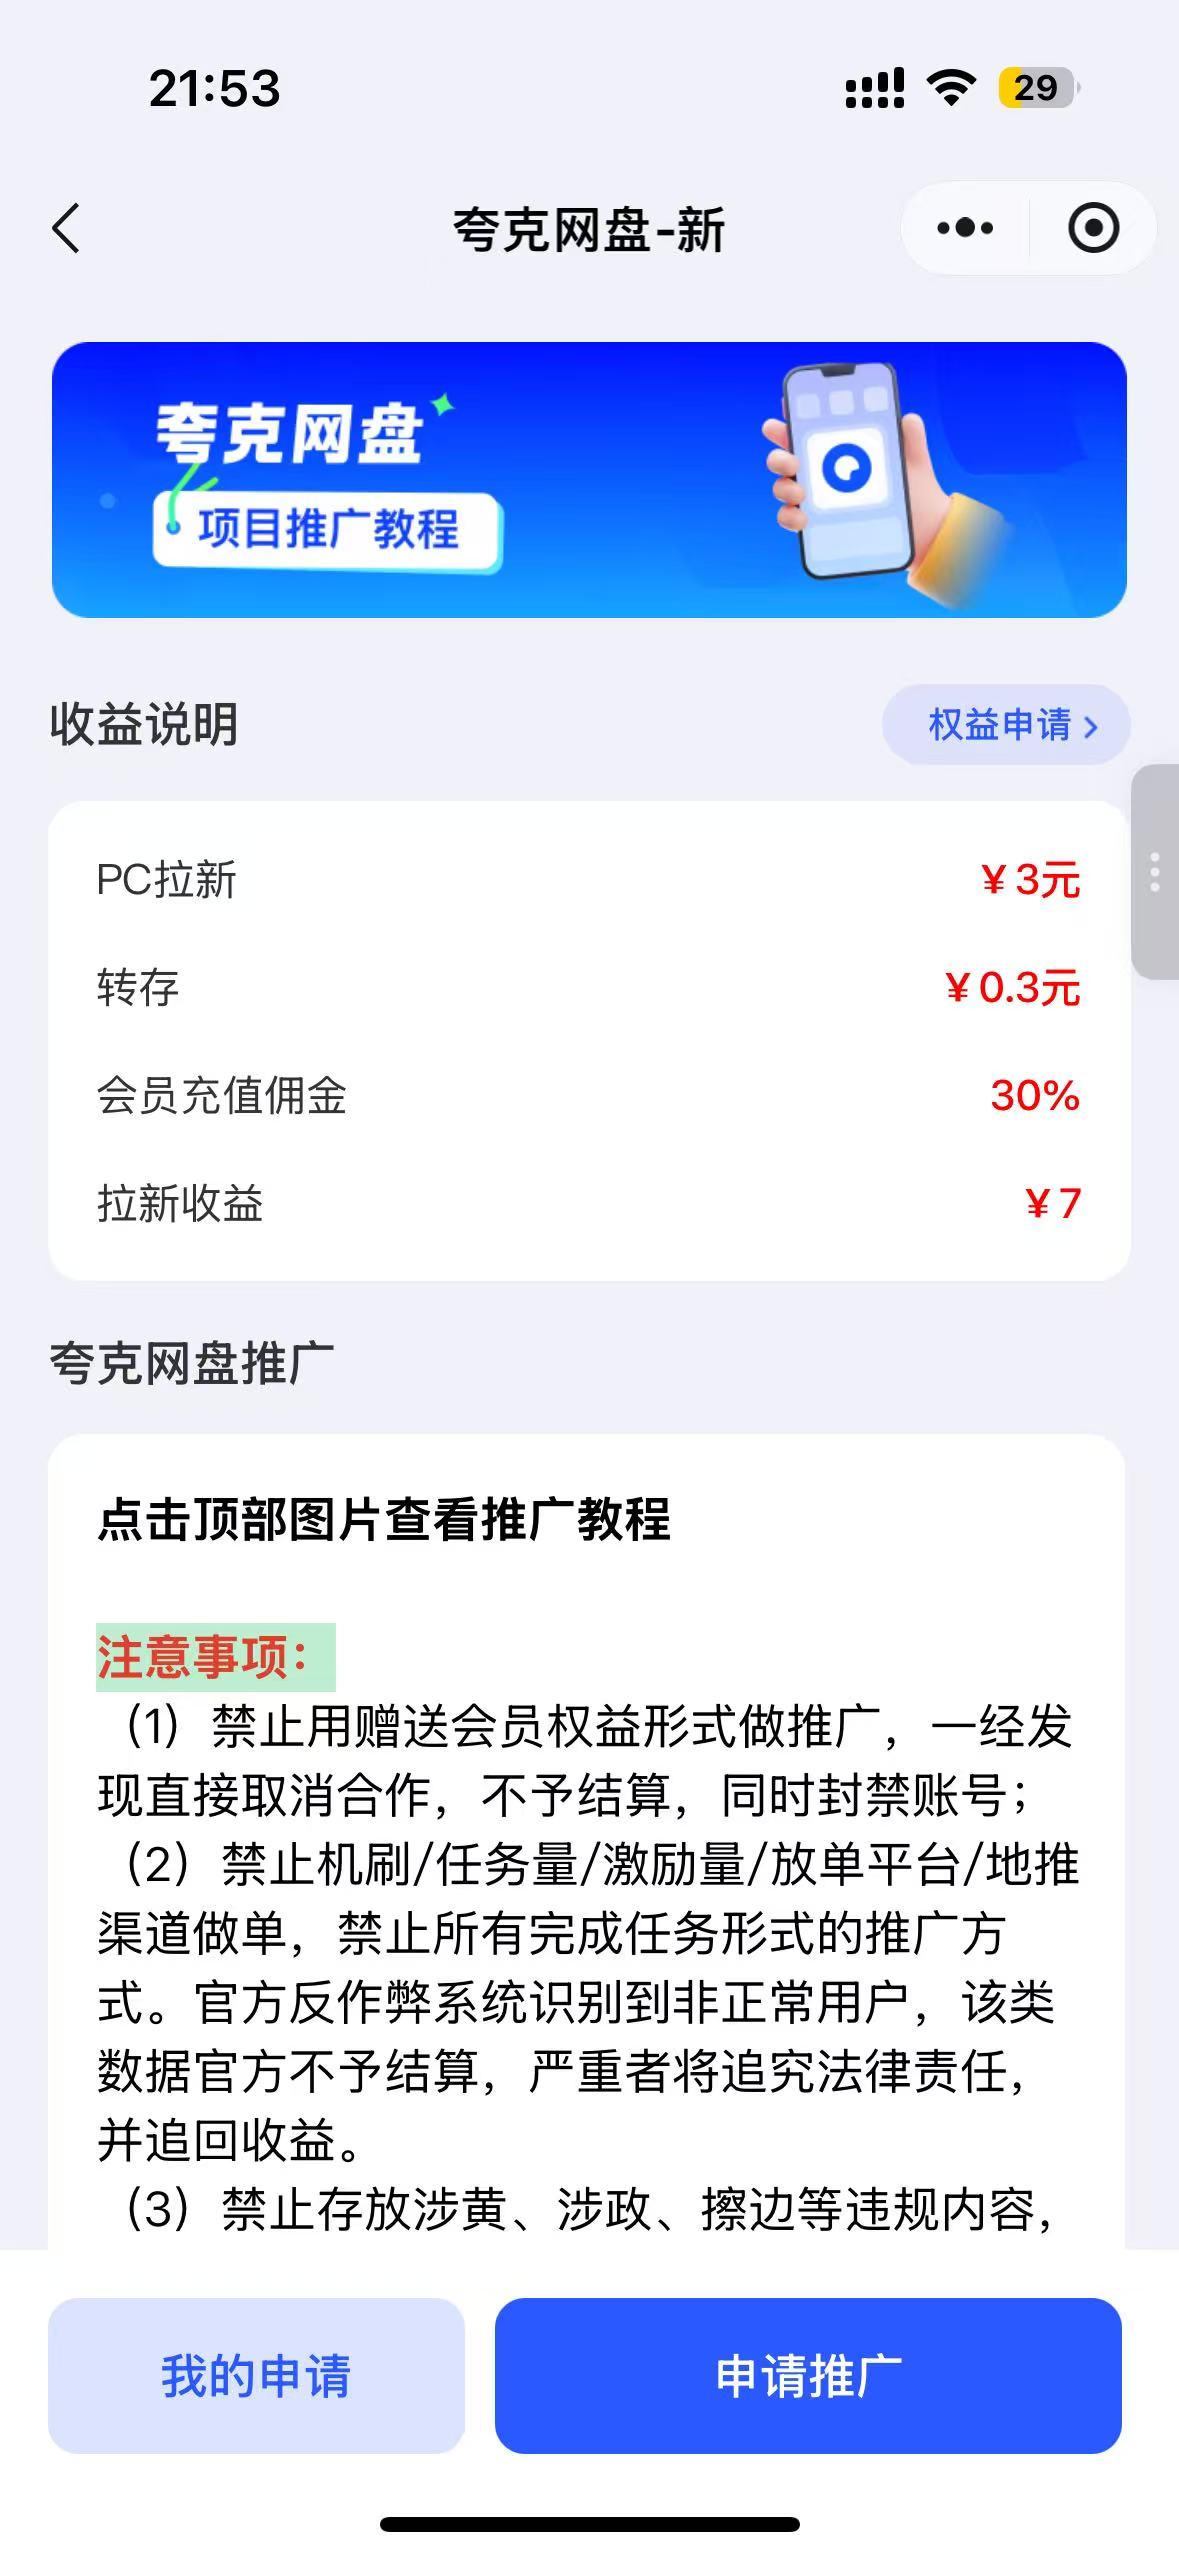 21:53
29
夸克网盘-新
夸克网盘
项目推广教程
收益说明
权益申请 >
PC拉新
¥3元
转存
¥0.3元
会员充值佣金
30%
拉新收益
¥7
夸克网盘推广
点击顶部图片查看推广教程
注意事项：
（1）禁止用赠送会员权益形式做推广，一经发
现直接取消合作，不予结算，同时封禁账号；
（2）禁止机刷/任务量/激励量/放单平台/地推
渠道做单，禁止所有完成任务形式的推广方
式。官方反作弊系统识别到非正常用户，该类
数据官方不予结算，严重者将追究法律责任，
并追回收益。
（3）禁止存放涉黄、涉政、擦边等违规内容，
我的申请
申请推广